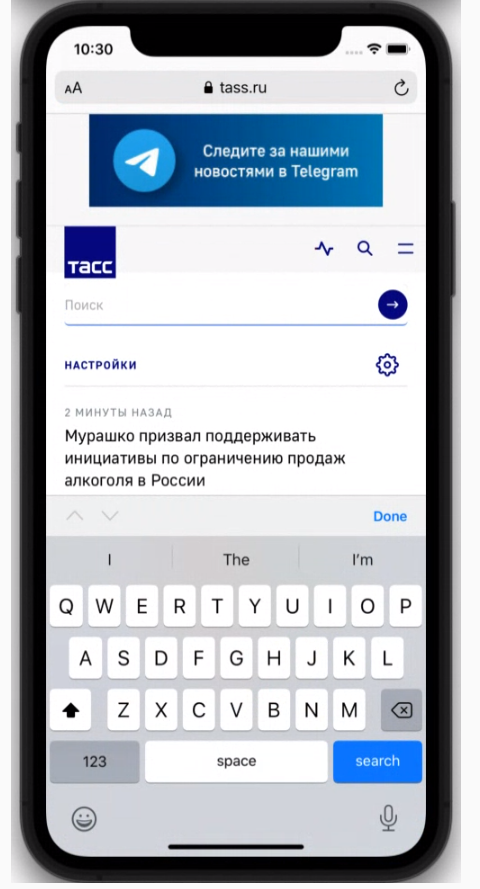 10:30
AA
tass.ru
Следите за нашими
новостями в Telegram
ТАСС
Поиск
НАСТРОЙКИ
2 МИНУТЫ НАЗАД
Мурашко призвал поддерживать
инициативы по ограничению продаж
алкоголя в России
Done
I The I'm
Q W E R T Y U I O P
A S D F G H J K L
Z X C V B N M
123 space search